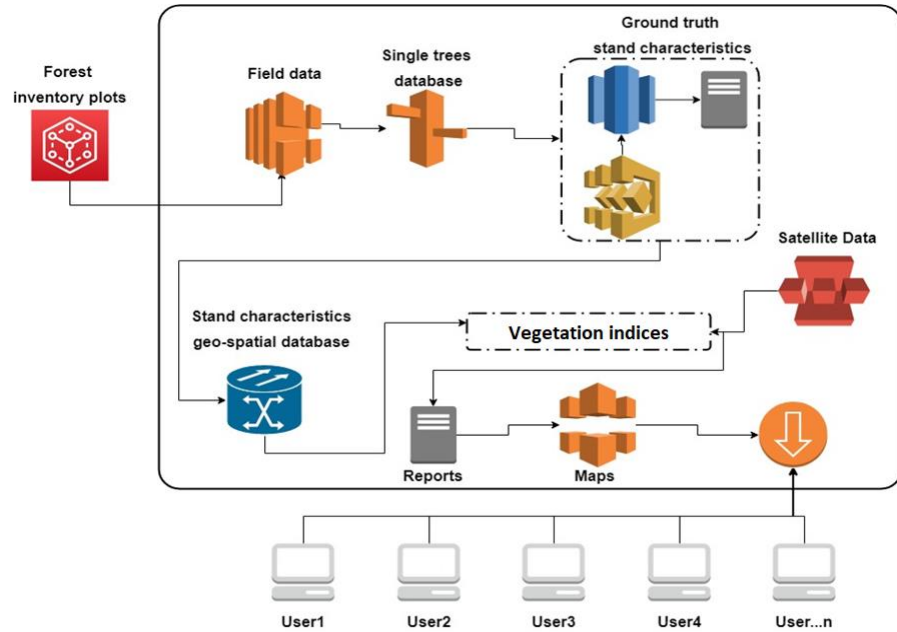 Ground truth
stand characteristics
Single trees
database
Field data
Forest
inventory plots
Satellite Data
Stand characteristics
geo-spatial database
Vegetation indices
Reports
Maps
User1
User2
User3
User4
User...n